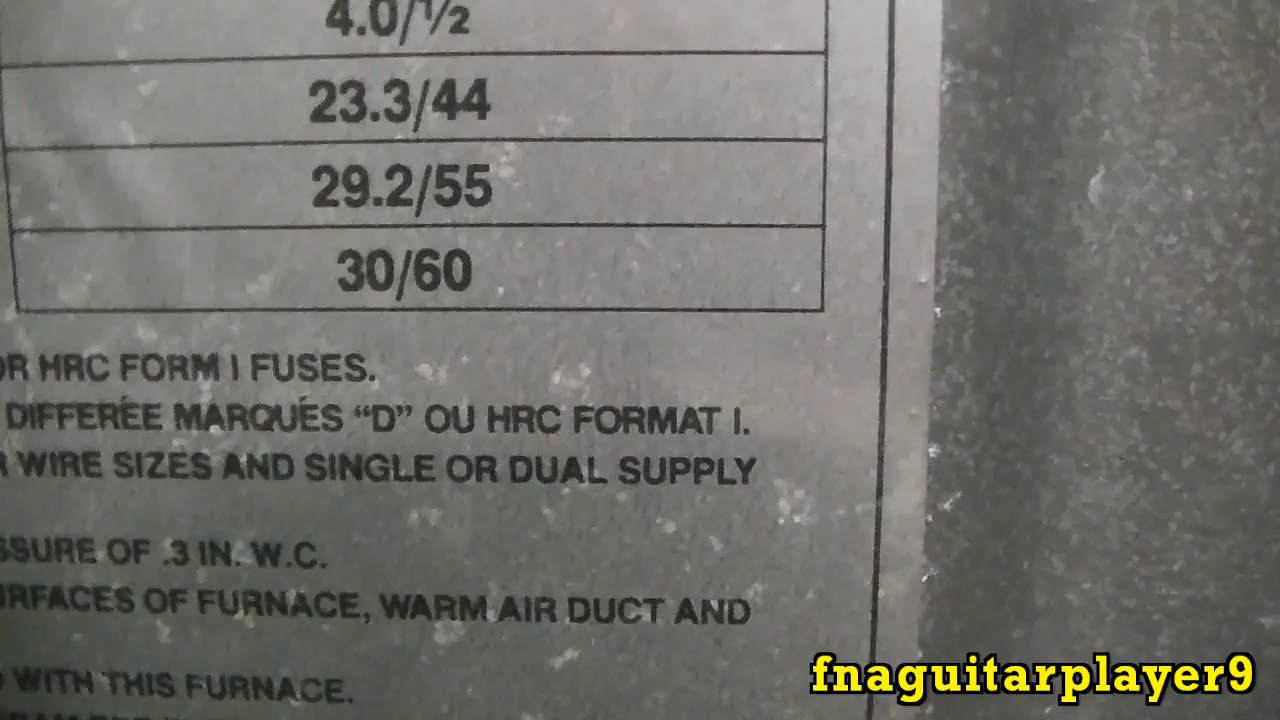 4.0/½
23.3/44
29.2/55
30/60
OR HRC FORM I FUSES.
DIFFERÉE MARQUÉS “D” OU HRC FORMAT I.
WIRE SIZES AND SINGLE OR DUAL SUPPLY
SSURE OF .3 IN. W.C.
URFACES OF FURNACE, WARM AIR DUCT AND
WITH THIS FURNACE.
fnaguitarplayer9